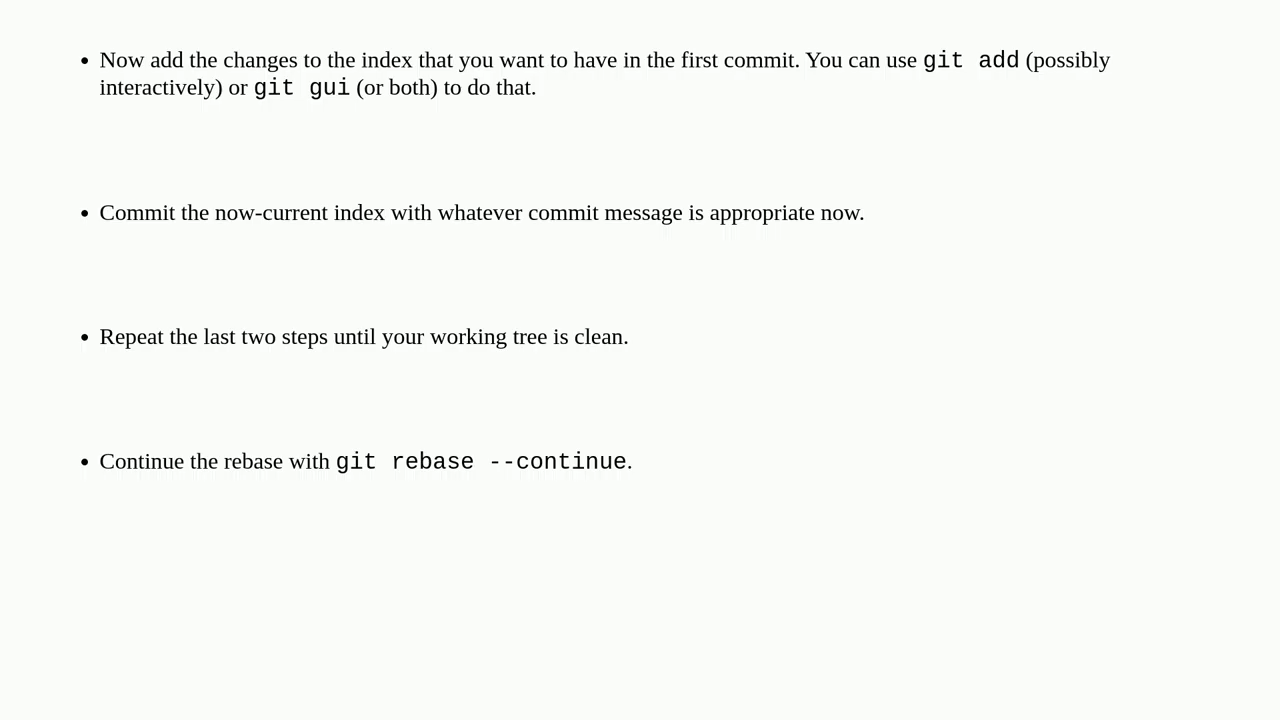 • Now add the changes to the index that you want to have in the first commit. You can use git add (possibly
interactively) or git gui (or both) to do that.
• Commit the now-current index with whatever commit message is appropriate now.
• Repeat the last two steps until your working tree is clean.
• Continue the rebase with git rebase --continue.